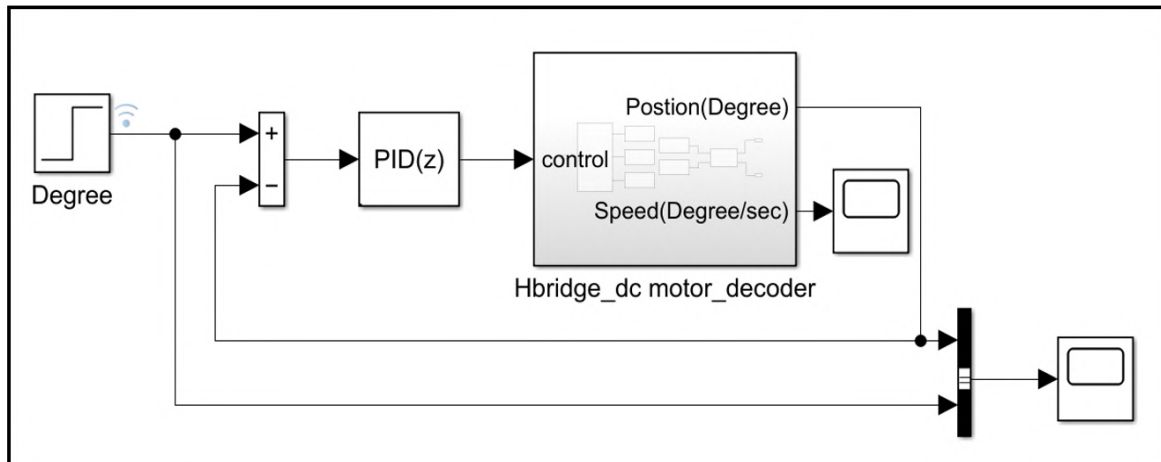 Degree
+
−
PID(z)
control
Postion(Degree)
Speed(Degree/sec)
Hbridge_dc motor_decoder